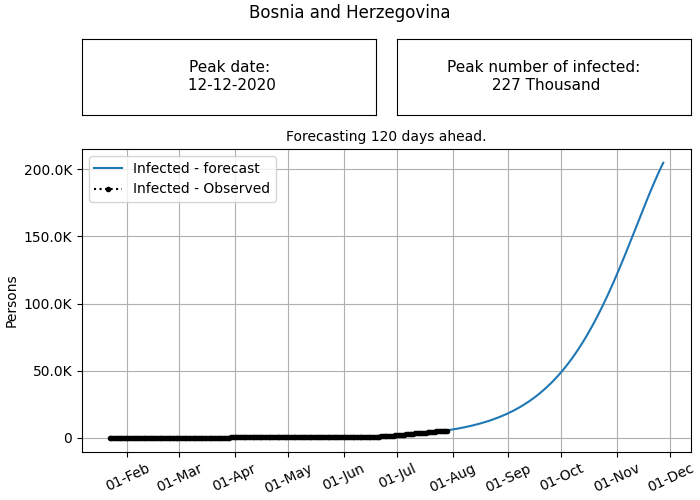 Bosnia and Herzegovina
Peak date:
12-12-2020
Peak number of infected:
227 Thousand
Forecasting 120 days ahead.
Infected - forecast
Infected - Observed
Persons
200.0K
150.0K
100.0K
50.0K
0
01-Feb
01-Mar
01-Apr
01-May
01-Jun
01-Jul
01-Aug
01-Sep
01-Oct
01-Nov
01-Dec